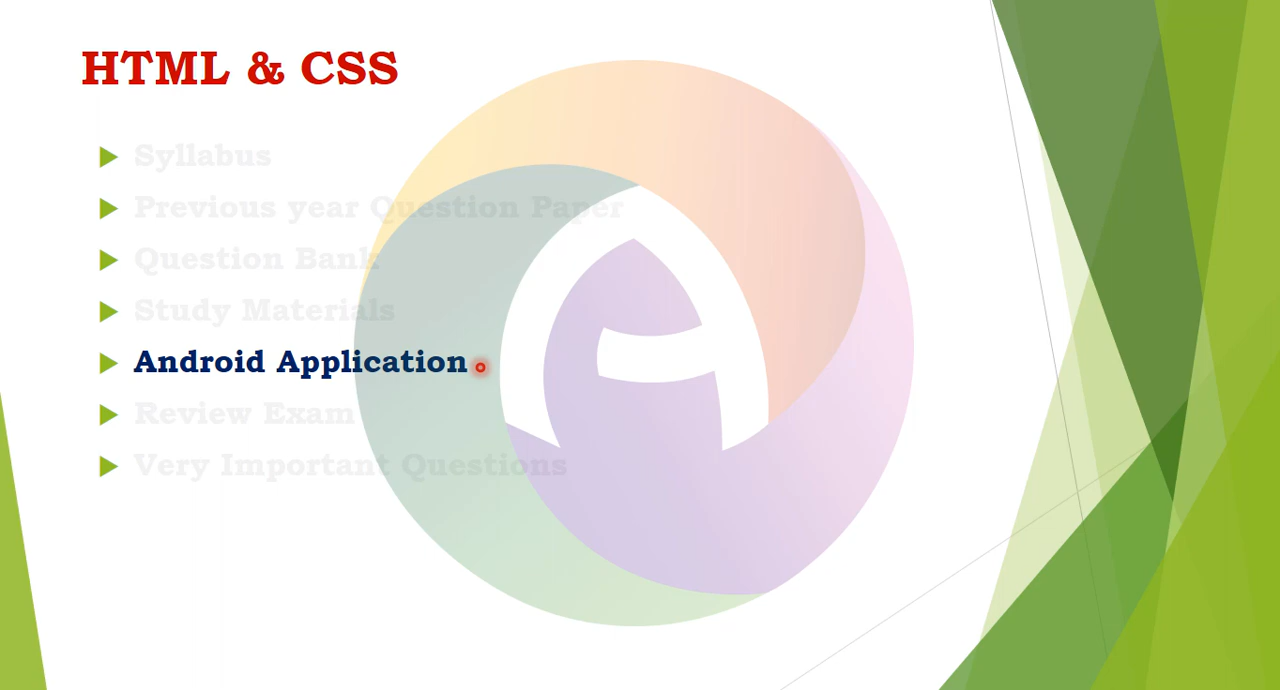 HTML & CSS
Syllabus
Previous year Question Paper
Question Bank
Study Materials
Android Application
Review Exam
Very Important Questions